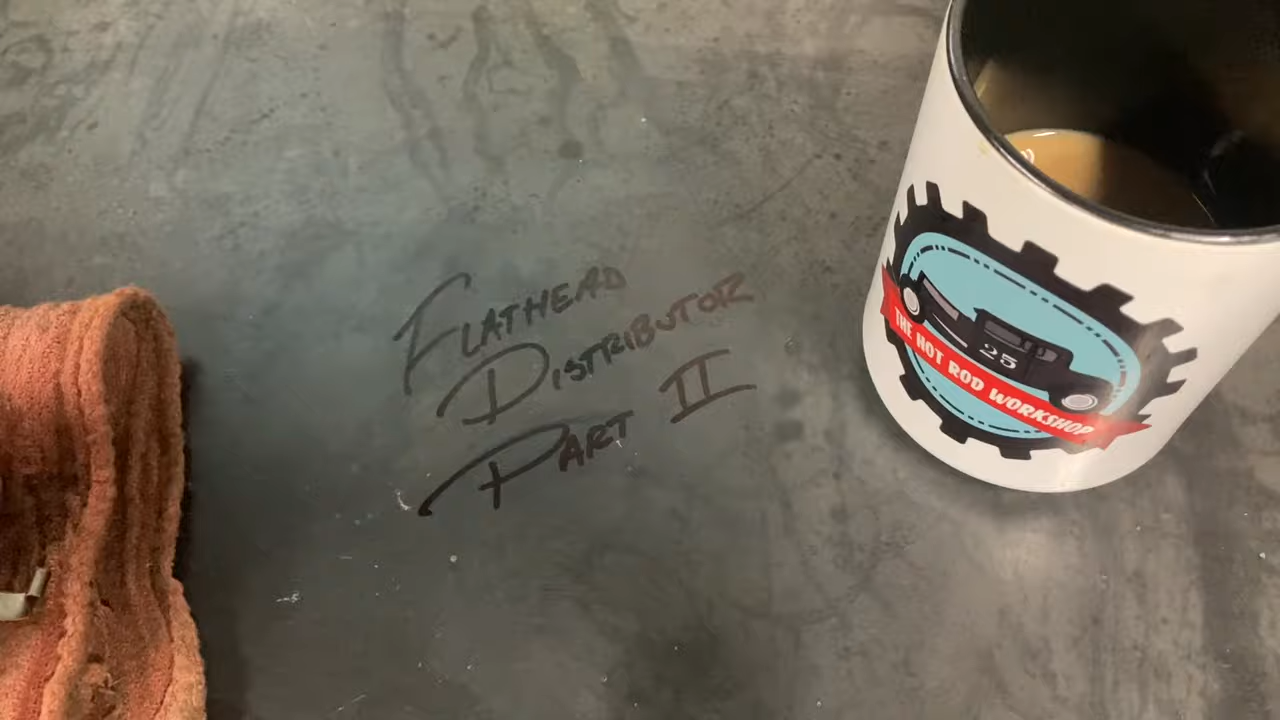 FLATHEAD
DISTRIBUTOR
PART II
25
THE HOT ROD WORKSHOP